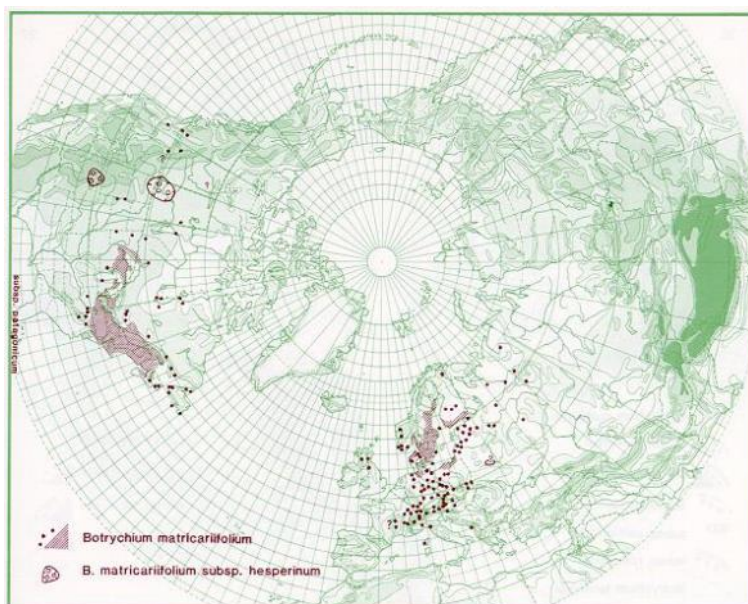 subsp. patagonicum
?
?
?
Botrychium matricariifolium
B. matricariifolium subsp. hesperinum